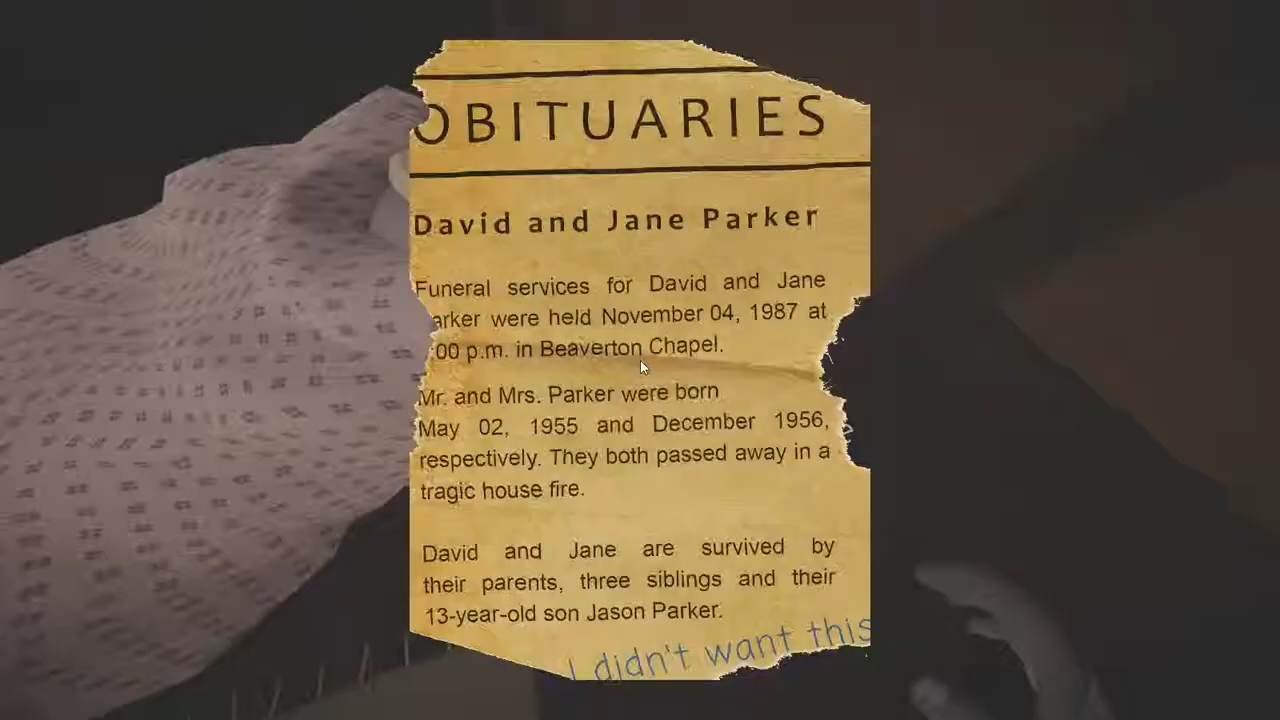 OBITUARIES
David and Jane Parker
Funeral services for David and Jane
arker were held November 04, 1987 at
:00 p.m. in Beaverton Chapel.
Mr. and Mrs. Parker were born
May 02, 1955 and December 1956,
respectively. They both passed away in a
tragic house fire.
David and Jane are survived by
their parents, three siblings and their
13-year-old son Jason Parker.
I didn't want this